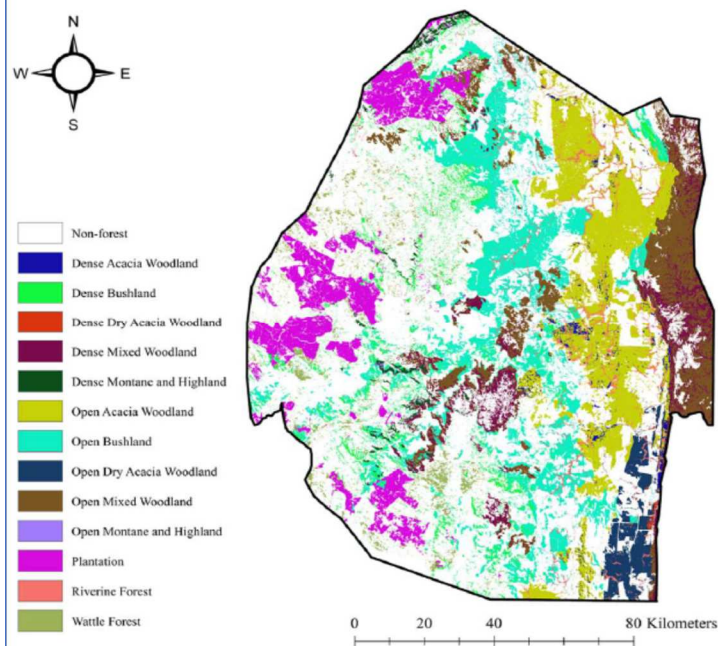 N
W E
S
Non-forest
Dense Acacia Woodland
Dense Bushland
Dense Dry Acacia Woodland
Dense Mixed Woodland
Dense Montane and Highland
Open Acacia Woodland
Open Bushland
Open Dry Acacia Woodland
Open Mixed Woodland
Open Montane and Highland
Plantation
Riverine Forest
Wattle Forest
0 20 40 80 Kilometers